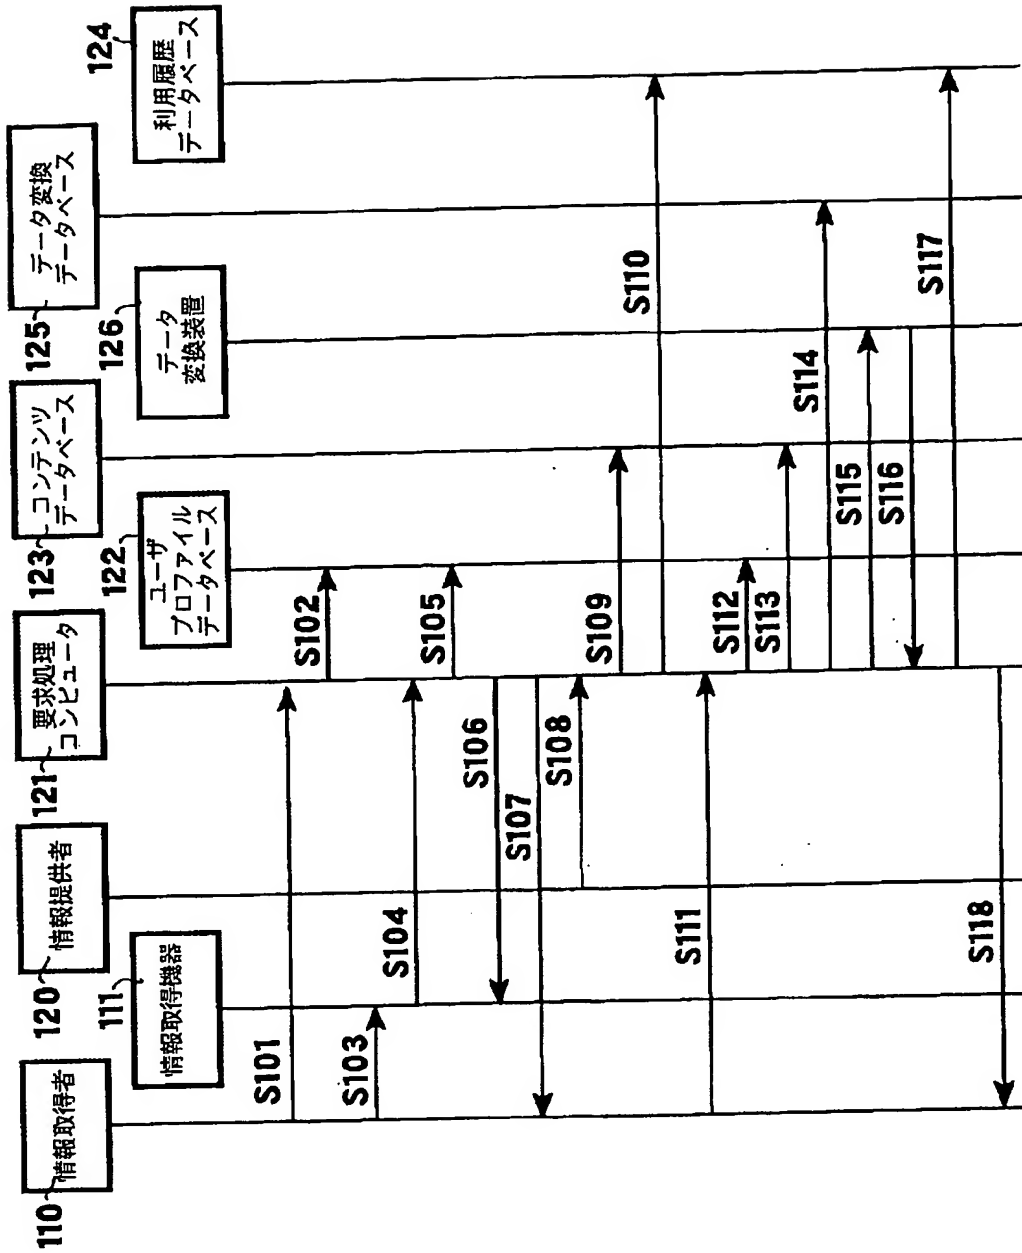 110
情報取得者
111
情報取得機器
120
情報提供者
121
要求処理
コンピュータ
122
ユーザ
プロファイル
データベース
123
コンテンツ
データベース
126
データ
変換装置
125
データ変換
データベース
124
利用履歴
データベース
S101
S102
S103
S104
S105
S106
S107
S108
S109
S110
S111
S112
S113
S114
S115
S116
S117
S118